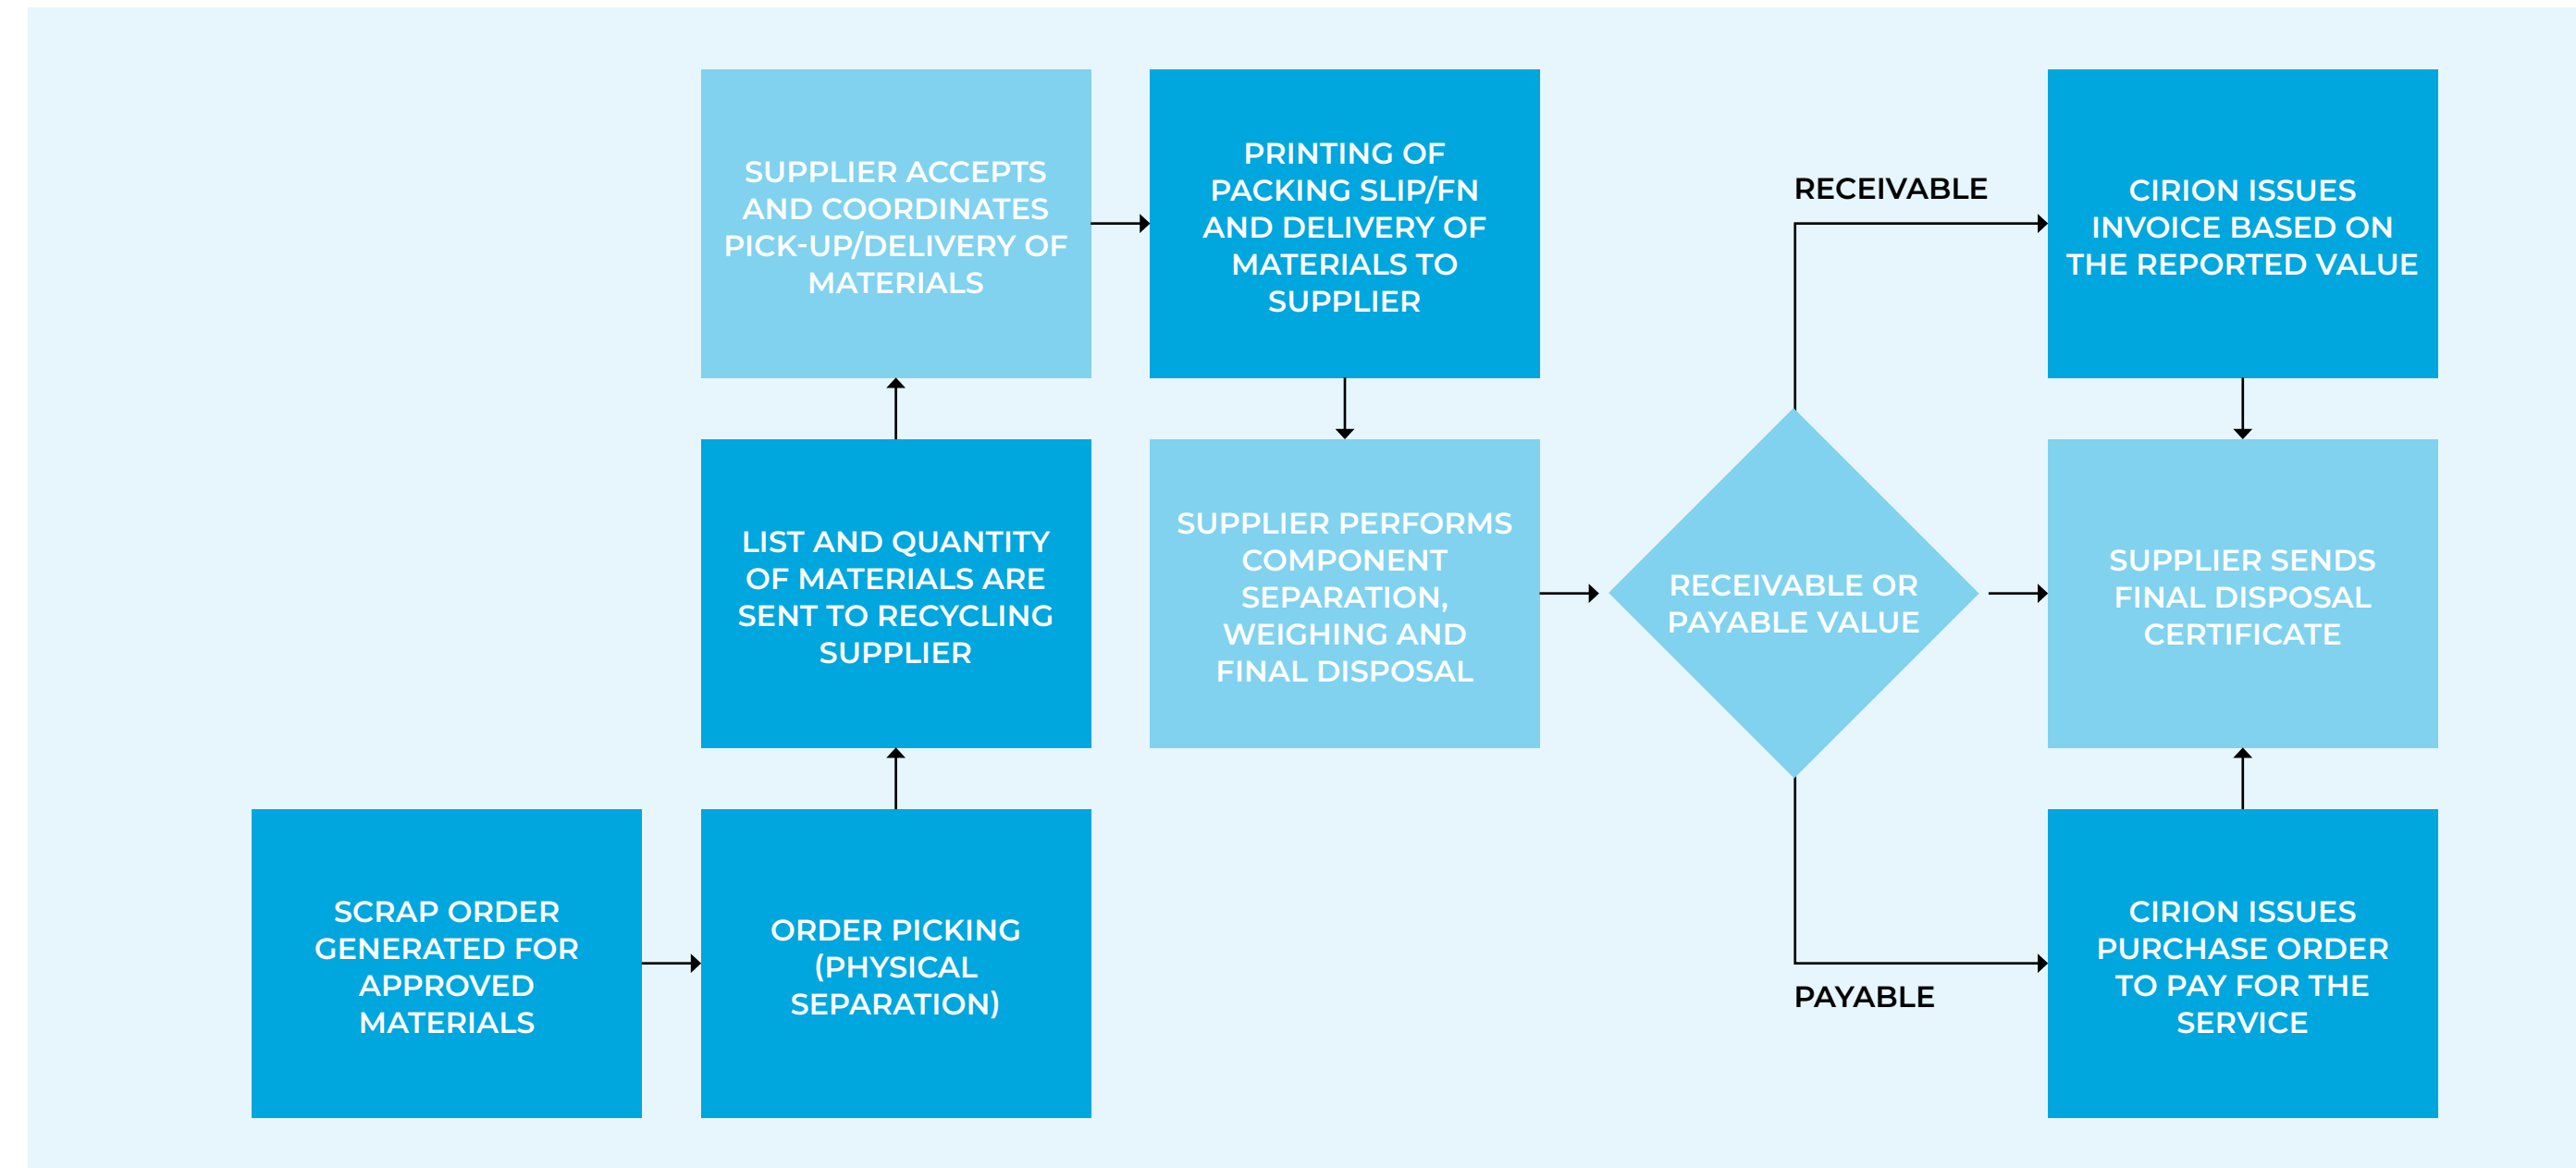 SCRAP ORDER
GENERATED FOR
APPROVED
MATERIALS
ORDER PICKING
(PHYSICAL
SEPARATION)
LIST AND QUANTITY
OF MATERIALS ARE
SENT TO RECYCLING
SUPPLIER
SUPPLIER ACCEPTS
AND COORDINATES
PICK-UP/DELIVERY OF
MATERIALS
PRINTING OF
PACKING SLIP/FN
AND DELIVERY OF
MATERIALS TO
SUPPLIER
SUPPLIER PERFORMS
COMPONENT
SEPARATION,
WEIGHING AND
FINAL DISPOSAL
RECEIVABLE OR
PAYABLE VALUE
RECEIVABLE
CIRION ISSUES
INVOICE BASED ON
THE REPORTED VALUE
PAYABLE
CIRION ISSUES
PURCHASE ORDER
TO PAY FOR THE
SERVICE
SUPPLIER SENDS
FINAL DISPOSAL
CERTIFICATE